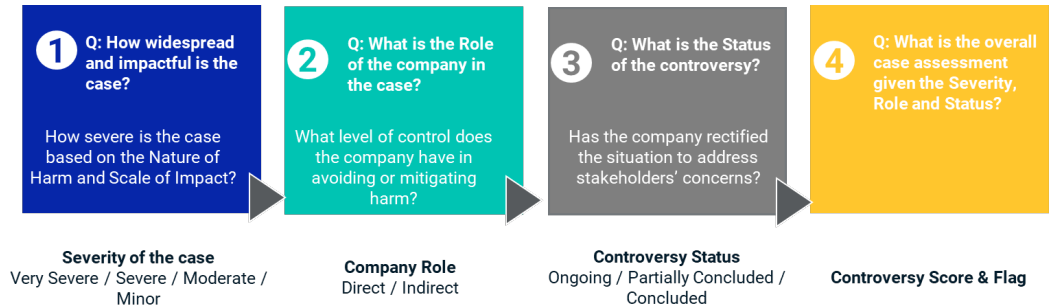 1
Q: How widespread
and impactful is the
case?
How severe is the case
based on the Nature of
Harm and Scale of Impact?
2
Q: What is the Role
of the company in
the case?
What level of control does
the company have in
avoiding or mitigating
harm?
3
Q: What is the Status
of the controversy?
Has the company rectified
the situation to address
stakeholders’ concerns?
4
Q: What is the overall
case assessment
given the Severity,
Role and Status?
Severity of the case
Very Severe / Severe / Moderate /
Minor
Company Role
Direct / Indirect
Controversy Status
Ongoing / Partially Concluded /
Concluded
Controversy Score & Flag